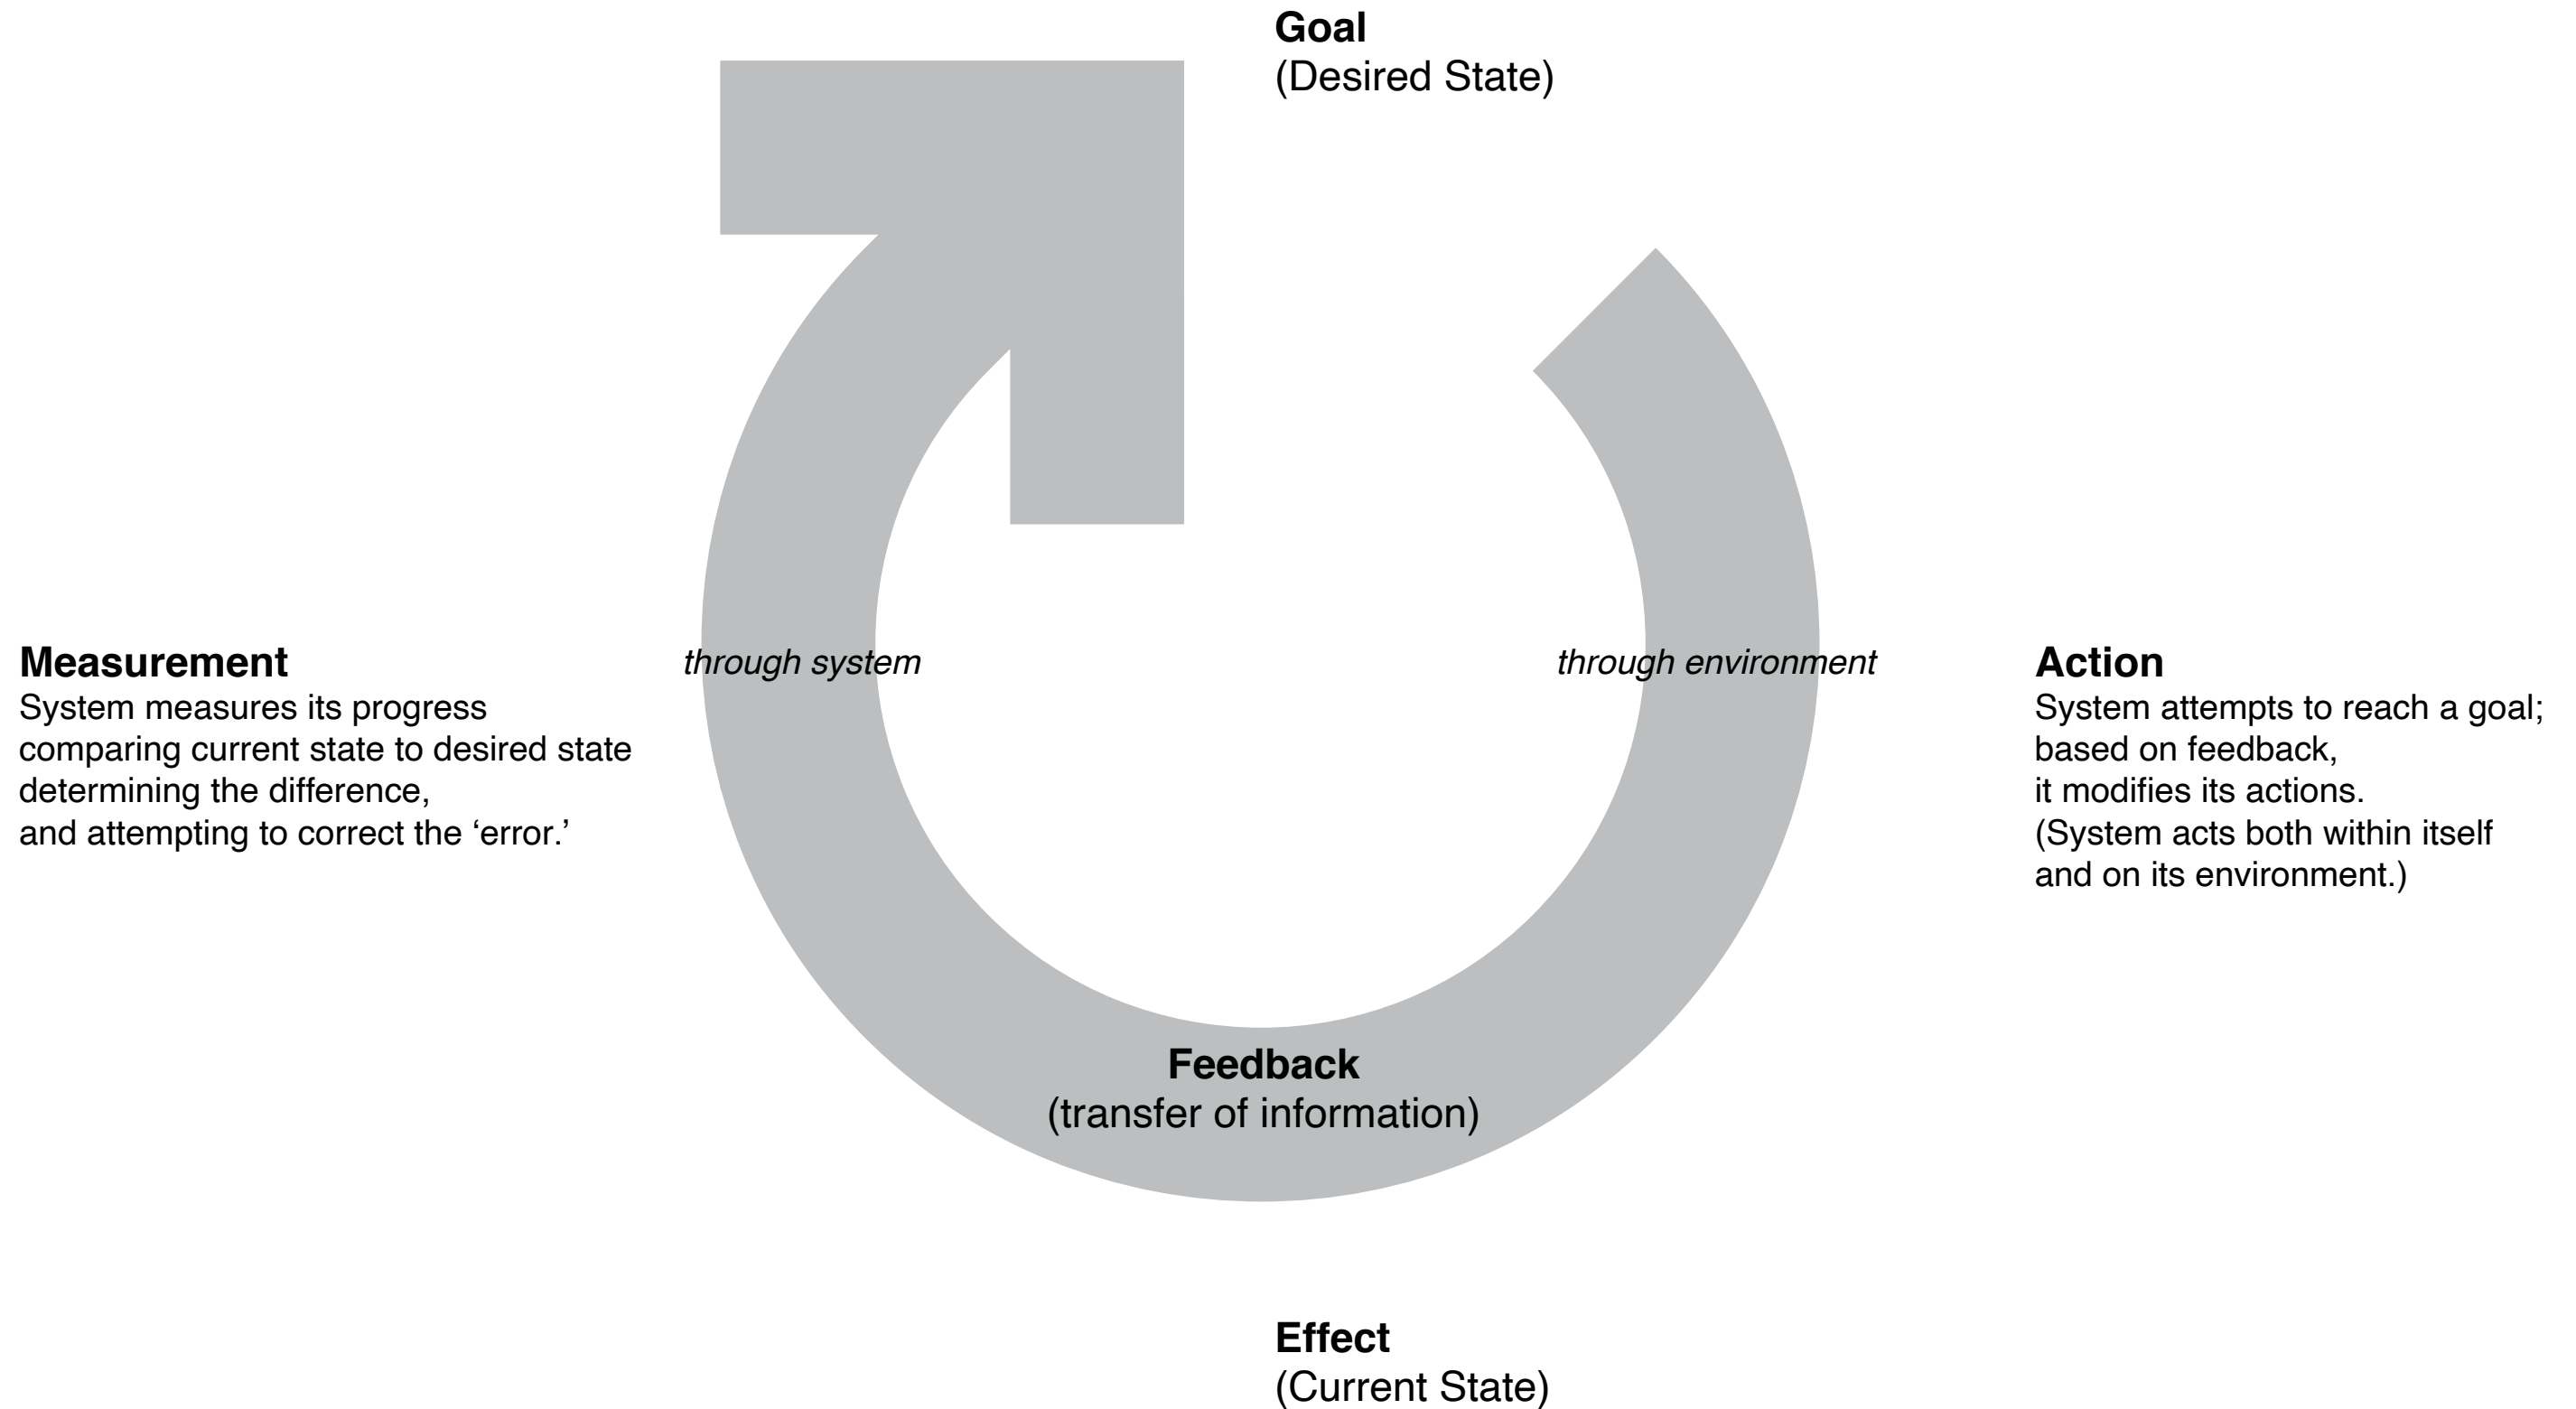 Goal
(Desired State)
Measurement
System measures its progress
comparing current state to desired state
determining the difference,
and attempting to correct the ‘error.’
through system
through environment
Action
System attempts to reach a goal;
based on feedback,
it modifies its actions.
(System acts both within itself
and on its environment.)
Feedback
(transfer of information)
Effect
(Current State)